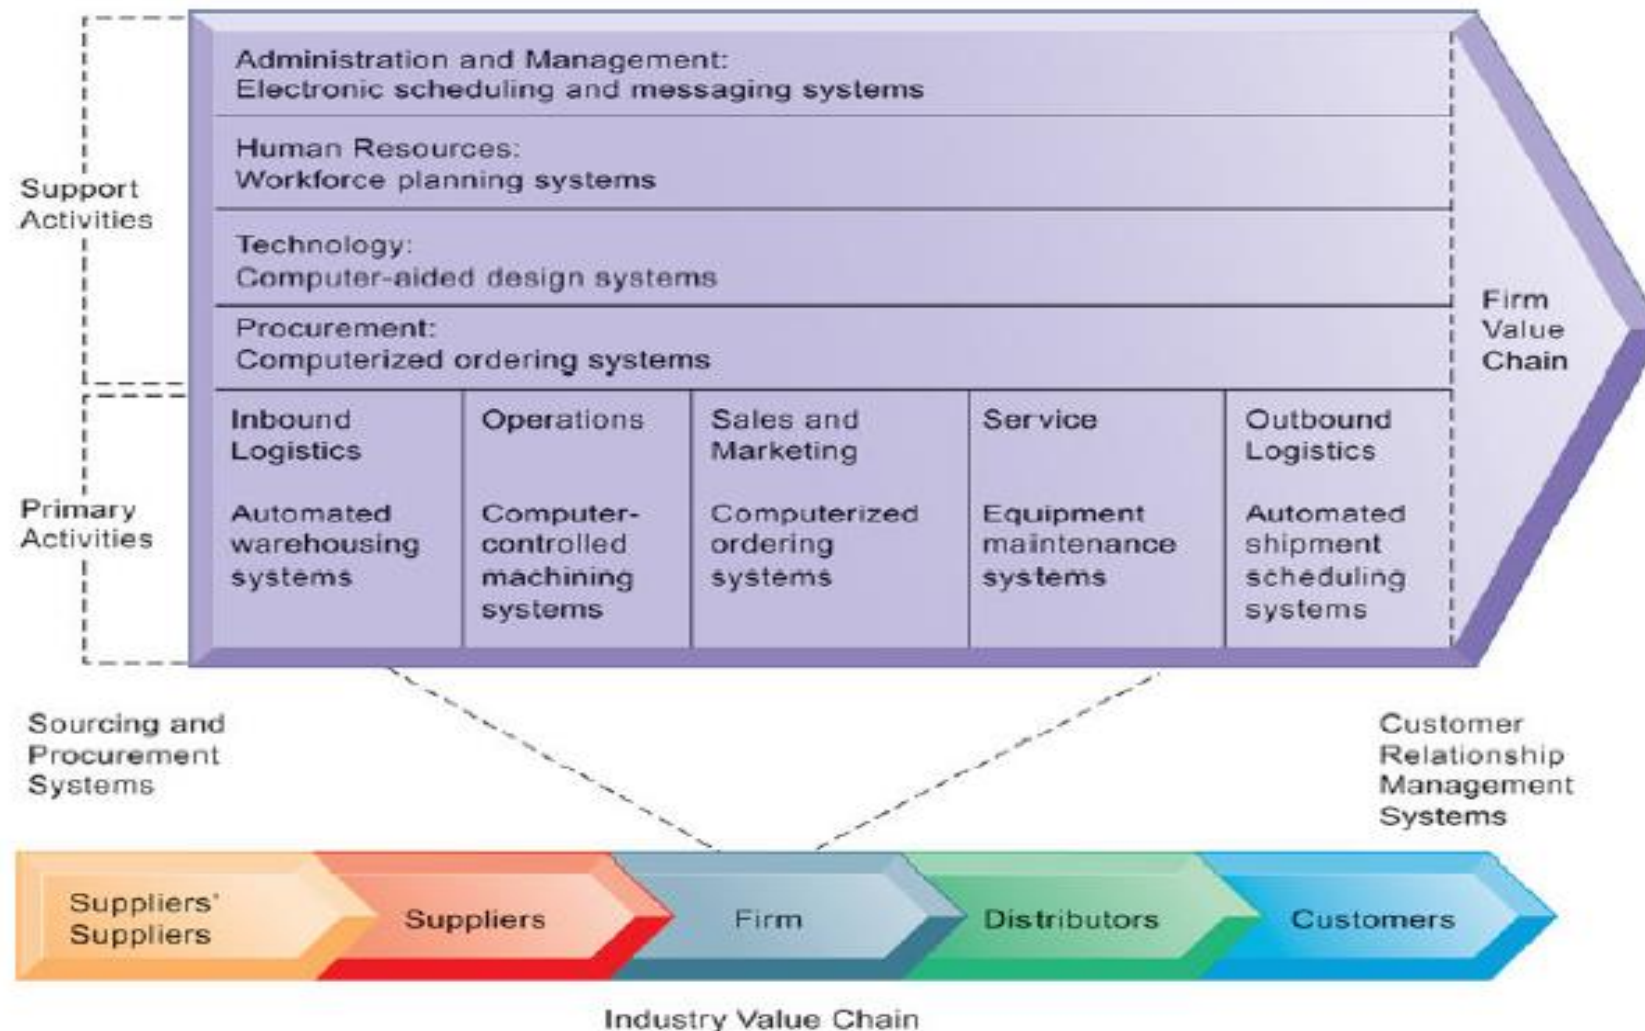 Administration and Management:
Electronic scheduling and messaging systems
Human Resources:
Workforce planning systems
Support
Activities
Technology:
Computer-aided design systems
Procurement:
Computerized ordering systems
Firm
Value
Chain
Primary
Activities
Inbound
Logistics
Automated
warehousing
systems
Operations
Computer-
controlled
machining
systems
Sales and
Marketing
Computerized
ordering
systems
Service
Equipment
maintenance
systems
Outbound
Logistics
Automated
shipment
scheduling
systems
Sourcing and
Procurement
Systems
Customer
Relationship
Management
Systems
Suppliers'
Suppliers
Suppliers
Firm
Distributors
Customers
Industry Value Chain